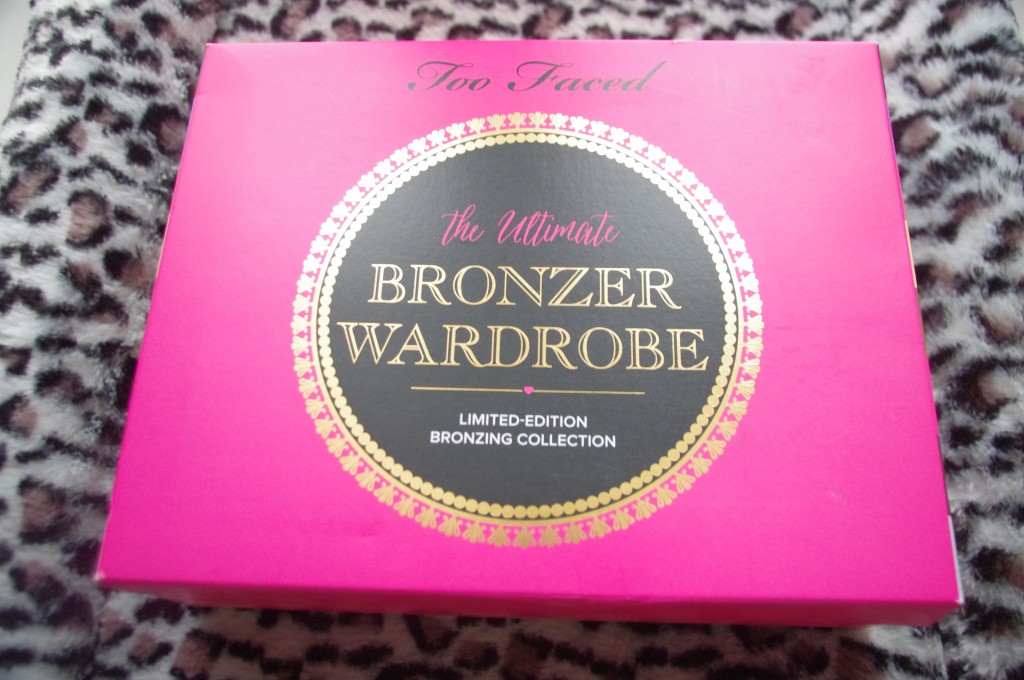 Too Faced
the Ultimate
BRONZER
WARDROBE
LIMITED-EDITION
BRONZING COLLECTION